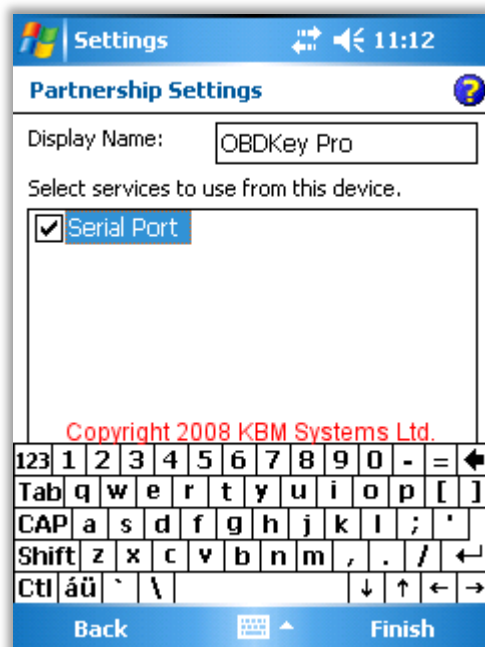 Settings 11:12
Partnership Settings ?
Display Name: OBDKey Pro
Select services to use from this device.
Serial Port
Copyright 2008 KBM Systems Ltd.
123 1 2 3 4 5 6 7 8 9 0 - =
Tab q w e r t y u i o p [ ]
CAP a s d f g h j k l ; '
Shift z x c v b n m , . /
Ctl áü ` \
Back Finish